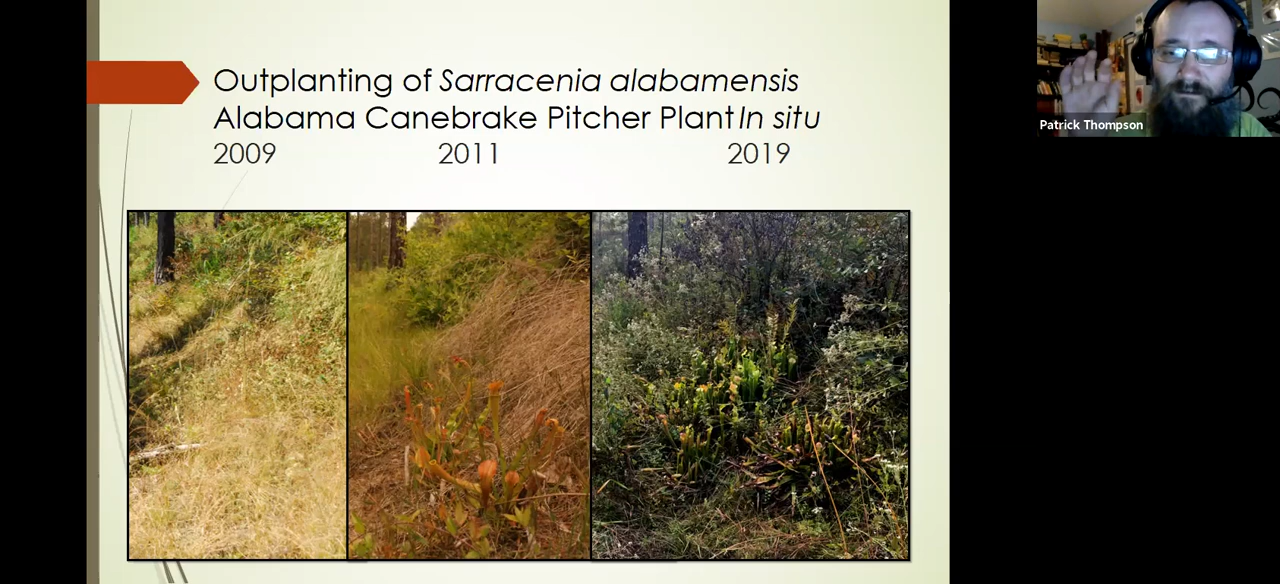 Outplanting of Sarracenia alabamensis
Alabama Canebrake Pitcher Plant In situ
2009 2011 2019
Patrick Thompson